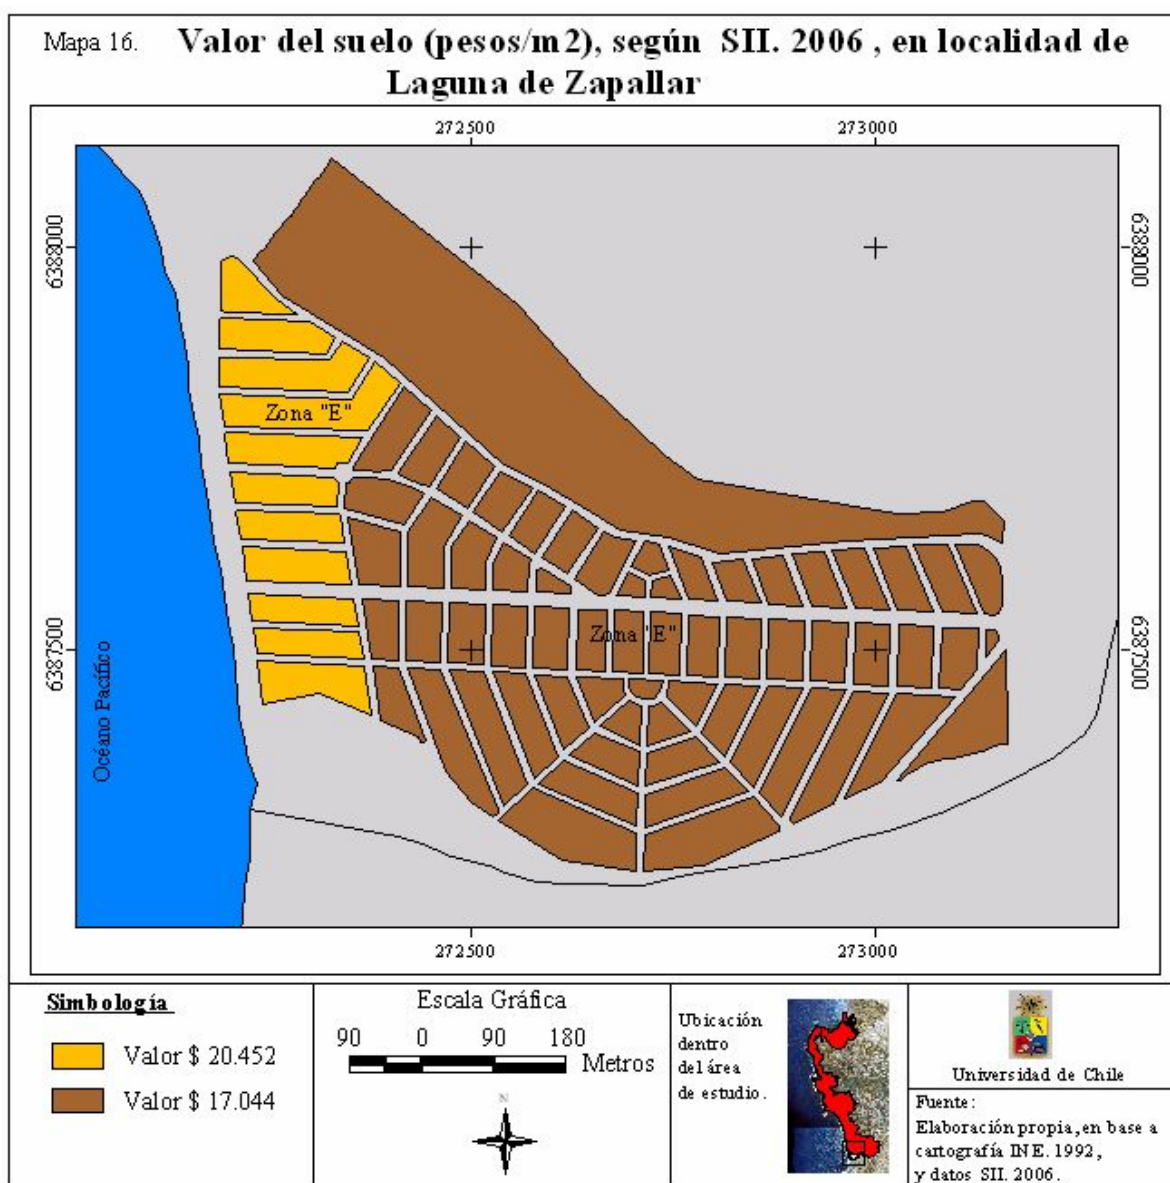 Mapa 16. Valor del suelo (pesos/m2), según SII. 2006 , en localidad de
Laguna de Zapallar
272500 273000
6388000 6388000
Zona "E"
Zona "E"
6387500 6387500
Océano Pacífico
272500 273000
Simbología
Valor $ 20.452
Valor $ 17.044
Escala Gráfica
90 0 90 180
Metros
N
Ubicación
dentro
del área
de estudio.
Universidad de Chile
Fuente:
Elaboración propia, en base a
cartografía INE. 1992,
y datos SII. 2006.